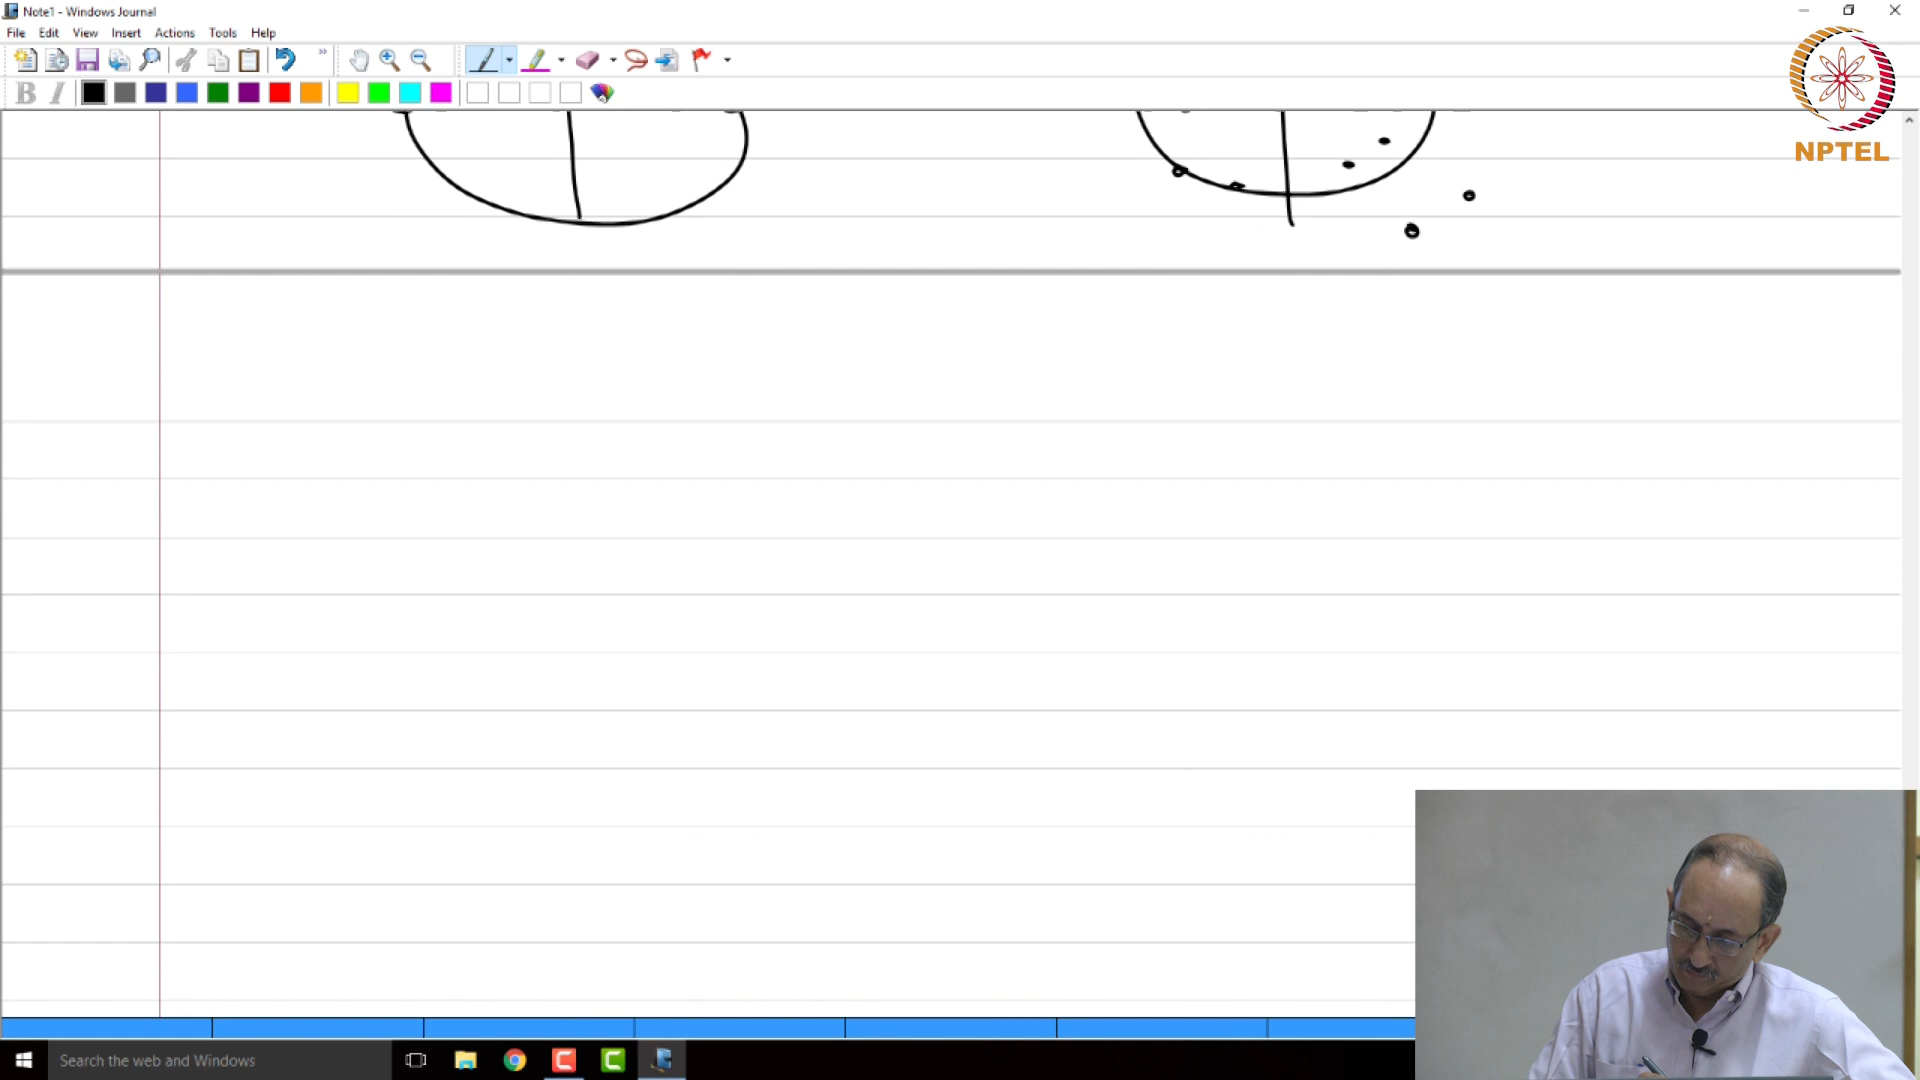 Note1 - Windows Journal
File Edit View Insert Actions Tools Help
B I
NPTEL
Search the web and Windows